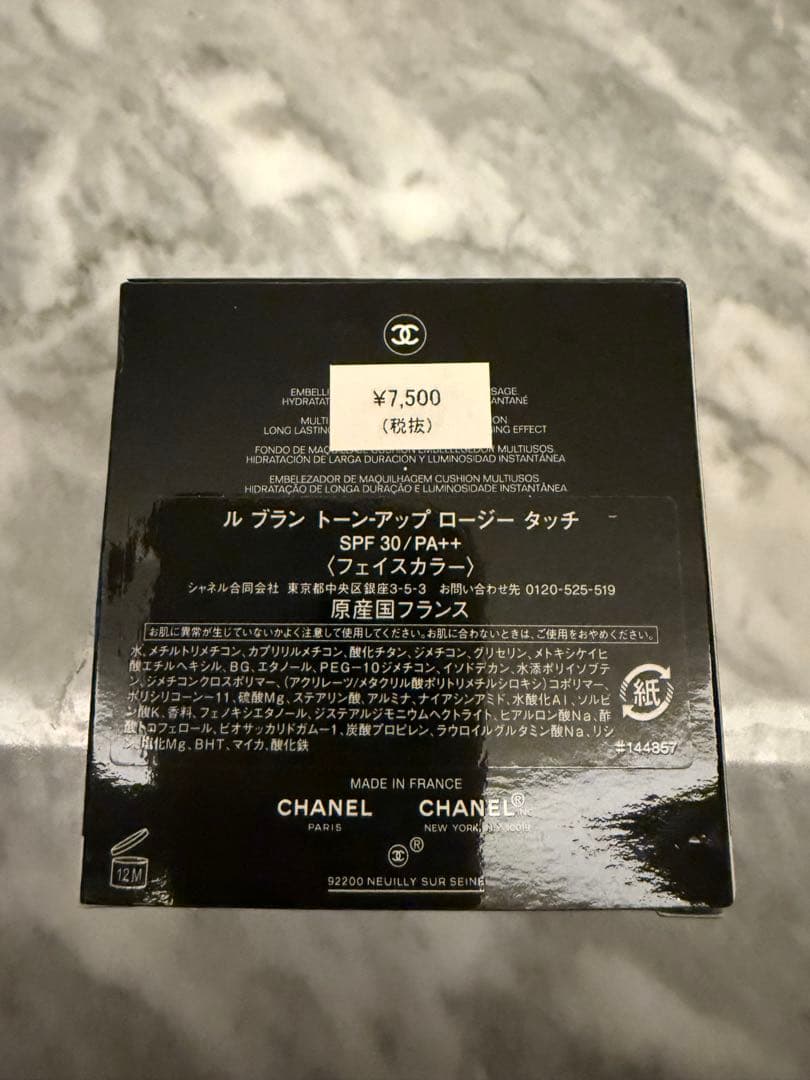 ¥7,500
(税抜)
HYDRATAT
MULTI
LONG LASTING
FONDO DE MAQUILLAJE CUSHION EMBELLECEDOR MULTIUSOS
HIDRATACIÓN DE LARGA DURACIÓN Y LUMINOSIDAD INSTANTÁNEA
EMBELEZADOR DE MAQUILHAGEM CUSHION MULTIUSOS
HIDRATAÇÃO DE LONGA DURAÇÃO E LUMINOSIDADE INSTANTÂNEA
ル ブラン トーン-アップ ロージー タッチ
SPF 30/PA++
〈フェイスカラー〉
シャネル合同会社 東京都中央区銀座3-5-3 お問い合わせ先 0120-525-519
原産国フランス
お肌に異常が生じていないかよく注意して使用してください。お肌に合わないときは、ご使用をおやめください。
水、メチルトリメチコン、カプリリルメチコン、酸化チタン、ジメチコン、グリセリン、メトキシケイヒ
酸エチルヘキシル、BG、エタノール、PEG-10ジメチコン、イソドデカン、水添ポリイソブテ
ン、ジメチコンクロスポリマー、(アクリレーツ/メタクリル酸ポリトリメチルシロキシ)コポリマー、
ポリシリコーン-11、硫酸Mg、ステアリン酸、アルミナ、ナイアシンアミド、水酸化Al、ソルビ
ン酸K、香料、フェノキシエタノール、ジステアルジモニウムヘクトライト、ヒアルロン酸Na、酢
酸トコフェロール、ビオサッカリドガム-1、炭酸プロピレン、ラウロイルグルタミン酸Na、リシ
ン、塩化Mg、BHT、マイカ、酸化鉄
紙
#144857
MADE IN FRANCE
CHANEL CHANEL®
PARIS NEW YORK, N.Y. 10019
®
12M
92200 NEUILLY SUR SEINE